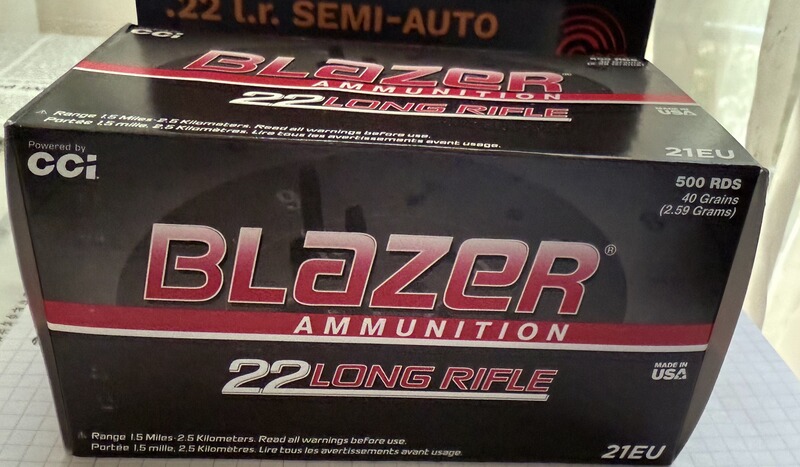 .22 l.r. SEMI-AUTO
CCI
BLAZER
AMMUNITION
22 LONG RIFLE
MADE IN
USA
Range 1.5 Miles-2.5 Kilometers. Read all warnings before use.
Portée 1.5 mille, 2,5 Kilomètres. Lire tous les avertissements avant usage.
21EU
Powered by
CCI.
500 RDS
40 Grains
(2.59 Grams)
BLAZER®
AMMUNITION
22 LONG RIFLE
MADE IN
USA
Range 1.5 Miles-2.5 Kilometers. Read all warnings before use.
Portée 1.5 mille, 2,5 Kilomètres. Lire tous les avertissements avant usage.
21EU